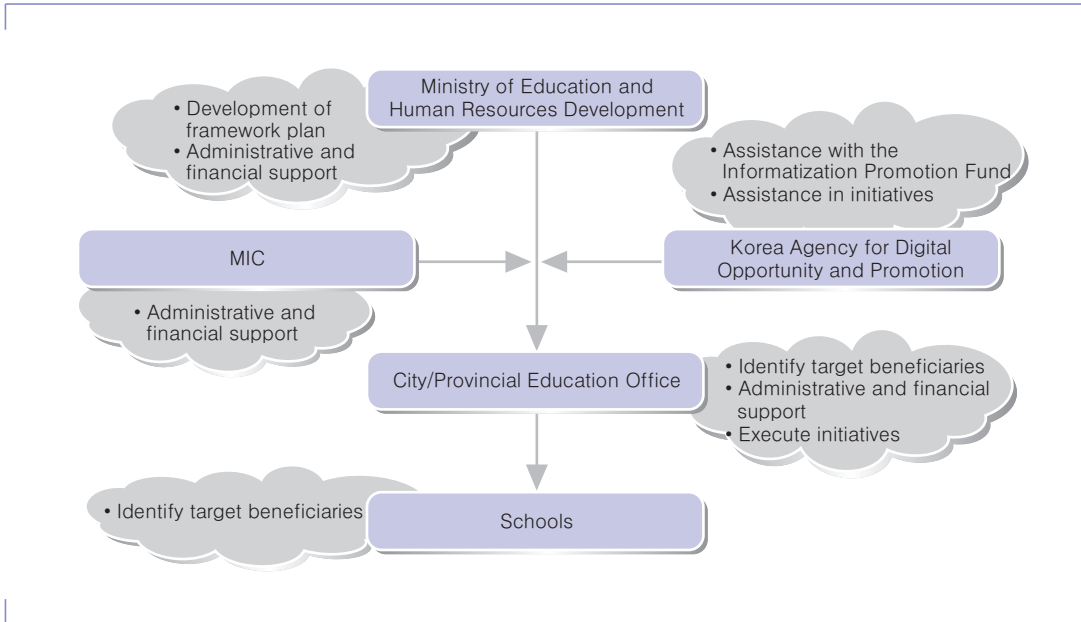 Ministry of Education and
Human Resources Development
• Development of
framework plan
• Administrative and
financial support
• Assistance with the
Informatization Promotion Fund
• Assistance in initiatives
MIC
Korea Agency for Digital
Opportunity and Promotion
• Administrative and
financial support
City/Provincial Education Office
• Identify target beneficiaries
• Administrative and financial
support
• Execute initiatives
• Identify target beneficiaries
Schools